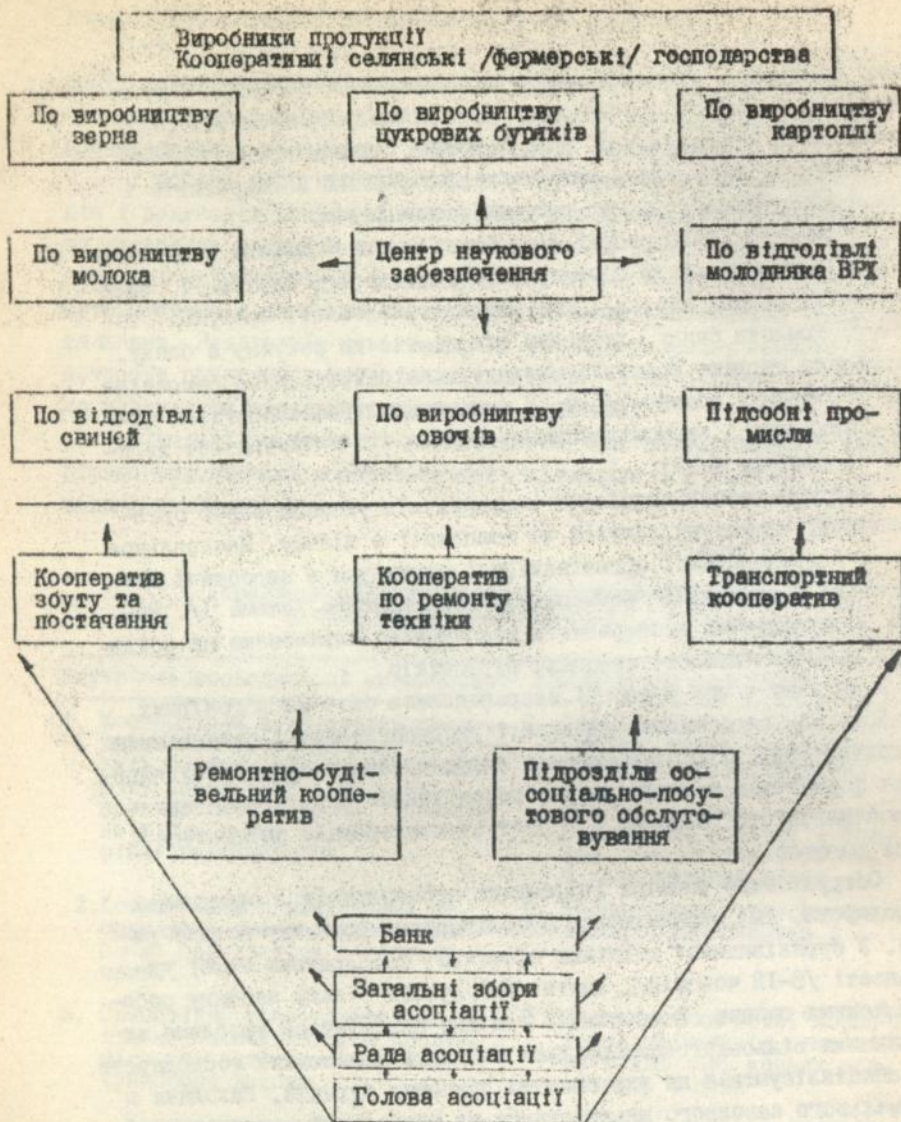 Виробники продукції
Кооперативиі селянські /фермерські/ господарства
По виробництву
зерна
По виробництву
цукрових буряків
По виробництву
картоплі
По виробництву
молока
Центр наукового
забезпечення
По відгодівлі
молодняка ВРХ
По відгодівлі
свиней
По виробництву
овочів
Підсобні про-
мисли
Кооператив
збуту та
постачання
Кооператив
по ремонту
техніки
Транспортний
кооператив
Ремонтно-буді-
вельний коопе-
ратив
Підрозділи со-
соціально-побу-
тового обслуго-
вування
Банк
Загальні збори
асоціації
Рада асоціації
Голова асоціації